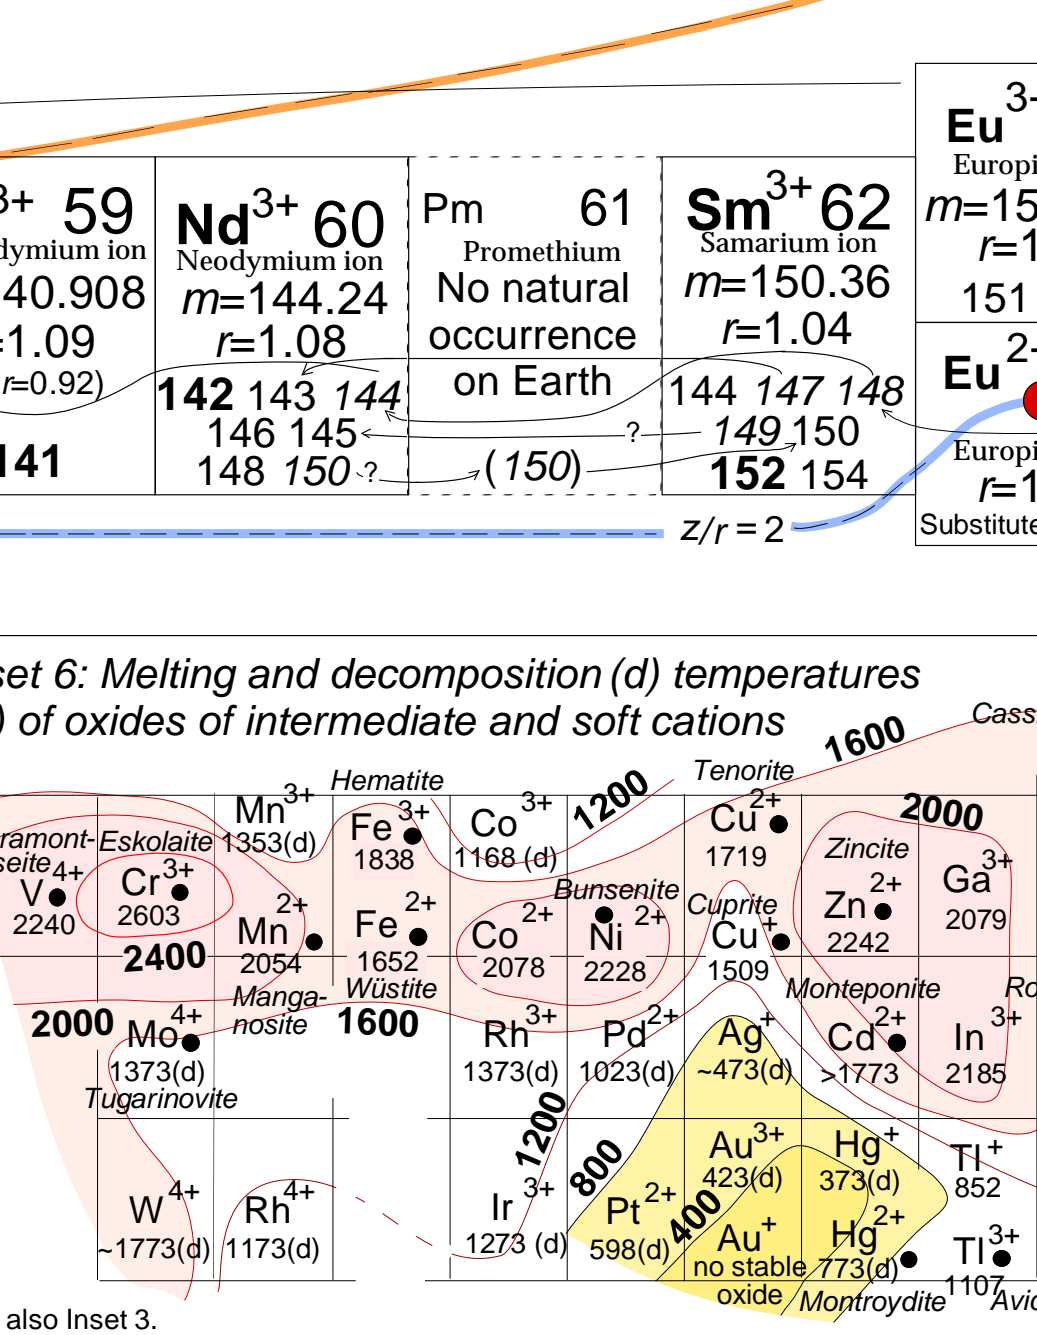 3+ 59
dymium ion
40.908
=1.09
r=0.92)
141
Nd3+ 60
Neodymium ion
m=144.24
r=1.08
142 143 144
146 145
148 150
?
Pm 61
Promethium
No natural
occurrence
on Earth
?
(150)
Sm3+ 62
Samarium ion
m=150.36
r=1.04
144 147 148
149 150
152 154
Eu3+
Europi
m=15
r=1
151
Eu2+
Europi
r=1
Substitute
z/r = 2
set 6: Melting and decomposition (d) temperatures
) of oxides of intermediate and soft cations
Cass
1600
Hematite
Tenorite
1200
2000
Mn3+
1353(d)
Fe3+
1838
Co3+
1168 (d)
Cu2+
1719
ramont-
seite
Eskolaite
Zincite
V4+
2240
Cr3+
2603
Mn2+
2054
Fe2+
1652
Bunsenite
Co2+
2078
Ni2+
2228
Cuprite
Cu+
1509
Zn2+
2242
Ga3+
2079
2400
Manga-
nosite
Wüstite
Monteponite
Ro
2000
1600
Mo4+
1373(d)
Tugarinovite
Rh3+
1373(d)
Pd2+
1023(d)
Ag+
~473(d)
Cd2+
>1773
In3+
2185
1200
800
400
Au3+
423(d)
Hg+
373(d)
Tl+
852
W4+
~1773(d)
Rh4+
1173(d)
Ir3+
1273 (d)
Pt2+
598(d)
Au+
no stable
oxide
Hg2+
773(d)
Tl3+
1107
Montroydite
Avic
also Inset 3.